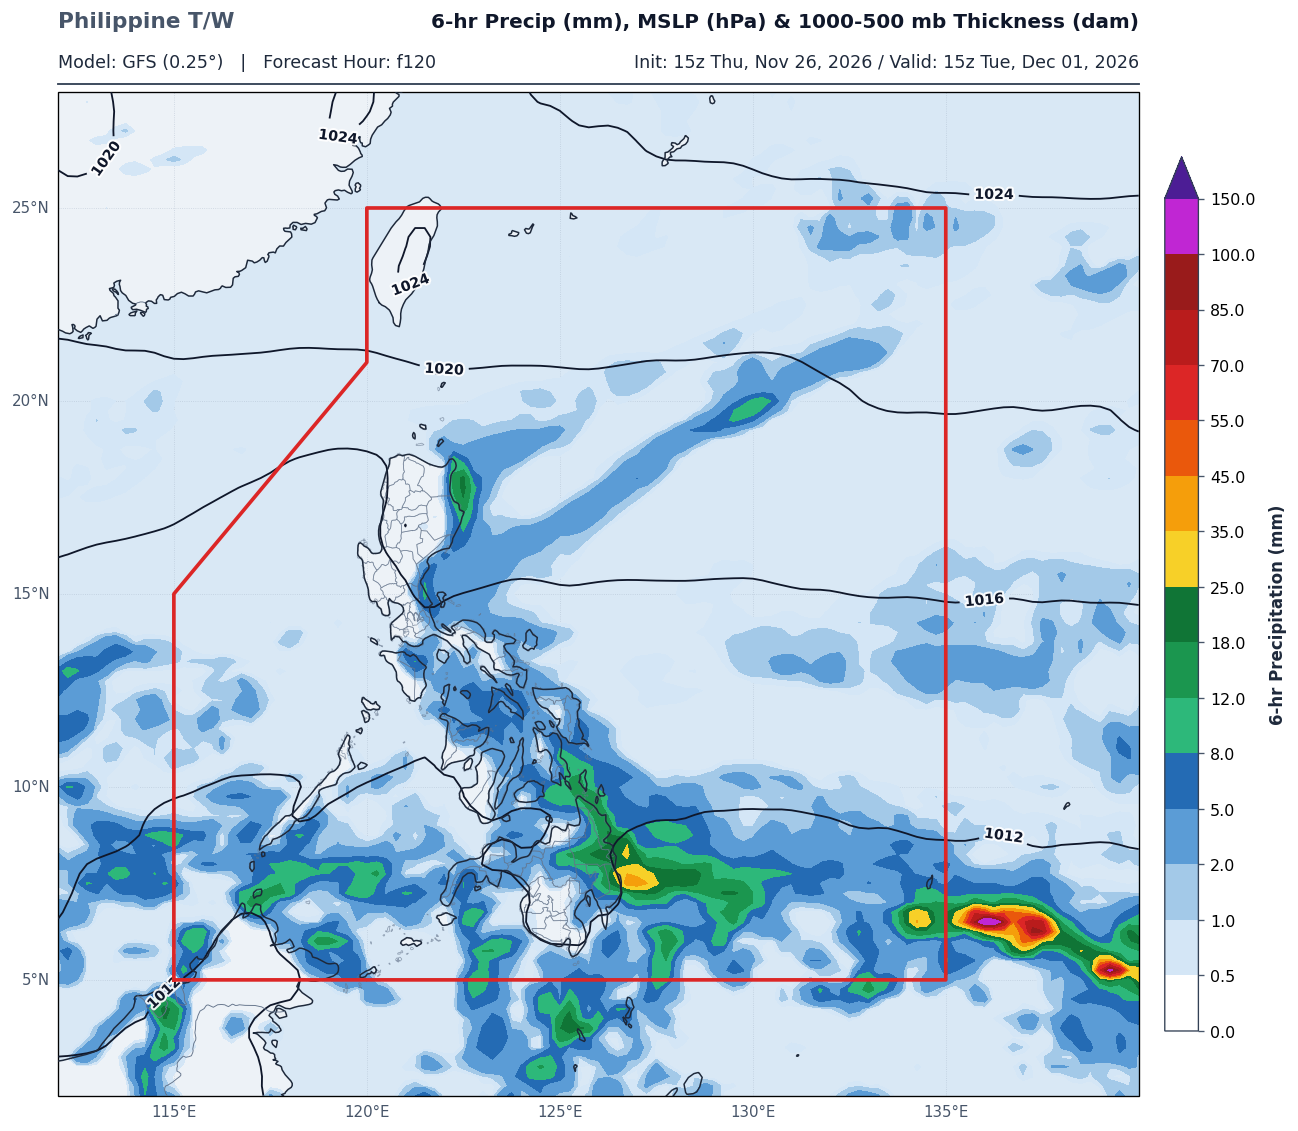 Philippine T/W
6-hr Precip (mm), MSLP (hPa) & 1000-500 mb Thickness (dam)
Model: GFS (0.25°) | Forecast Hour: f120
Init: 15z Thu, Nov 26, 2026 / Valid: 15z Tue, Dec 01, 2026
1020
1024
1024
1024
1020
1016
1012
1012
25°N
20°N
15°N
10°N
5°N
115°E
120°E
125°E
130°E
135°E
150.0
100.0
85.0
70.0
55.0
45.0
35.0
25.0
18.0
12.0
8.0
5.0
2.0
1.0
0.5
0.0
6-hr Precipitation (mm)